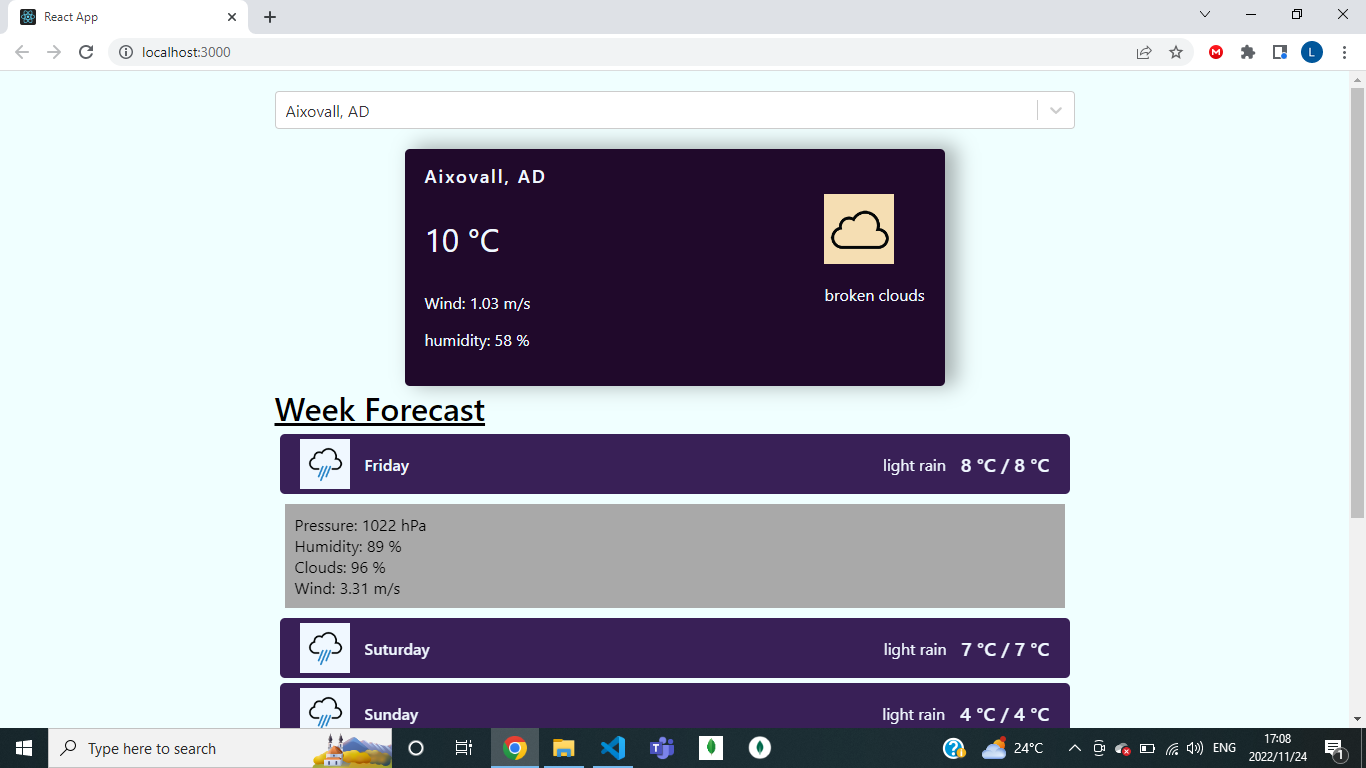 React App
localhost:3000
M
L
Aixovall, AD
Aixovall, AD
10 °C
broken clouds
Wind: 1.03 m/s
humidity: 58 %
Week Forecast
Friday light rain 8 °C / 8 °C
Pressure: 1022 hPa
Humidity: 89 %
Clouds: 96 %
Wind: 3.31 m/s
Suturday light rain 7 °C / 7 °C
Sunday light rain 4 °C / 4 °C
Type here to search
24°C
ENG
17:08
2022/11/24
1